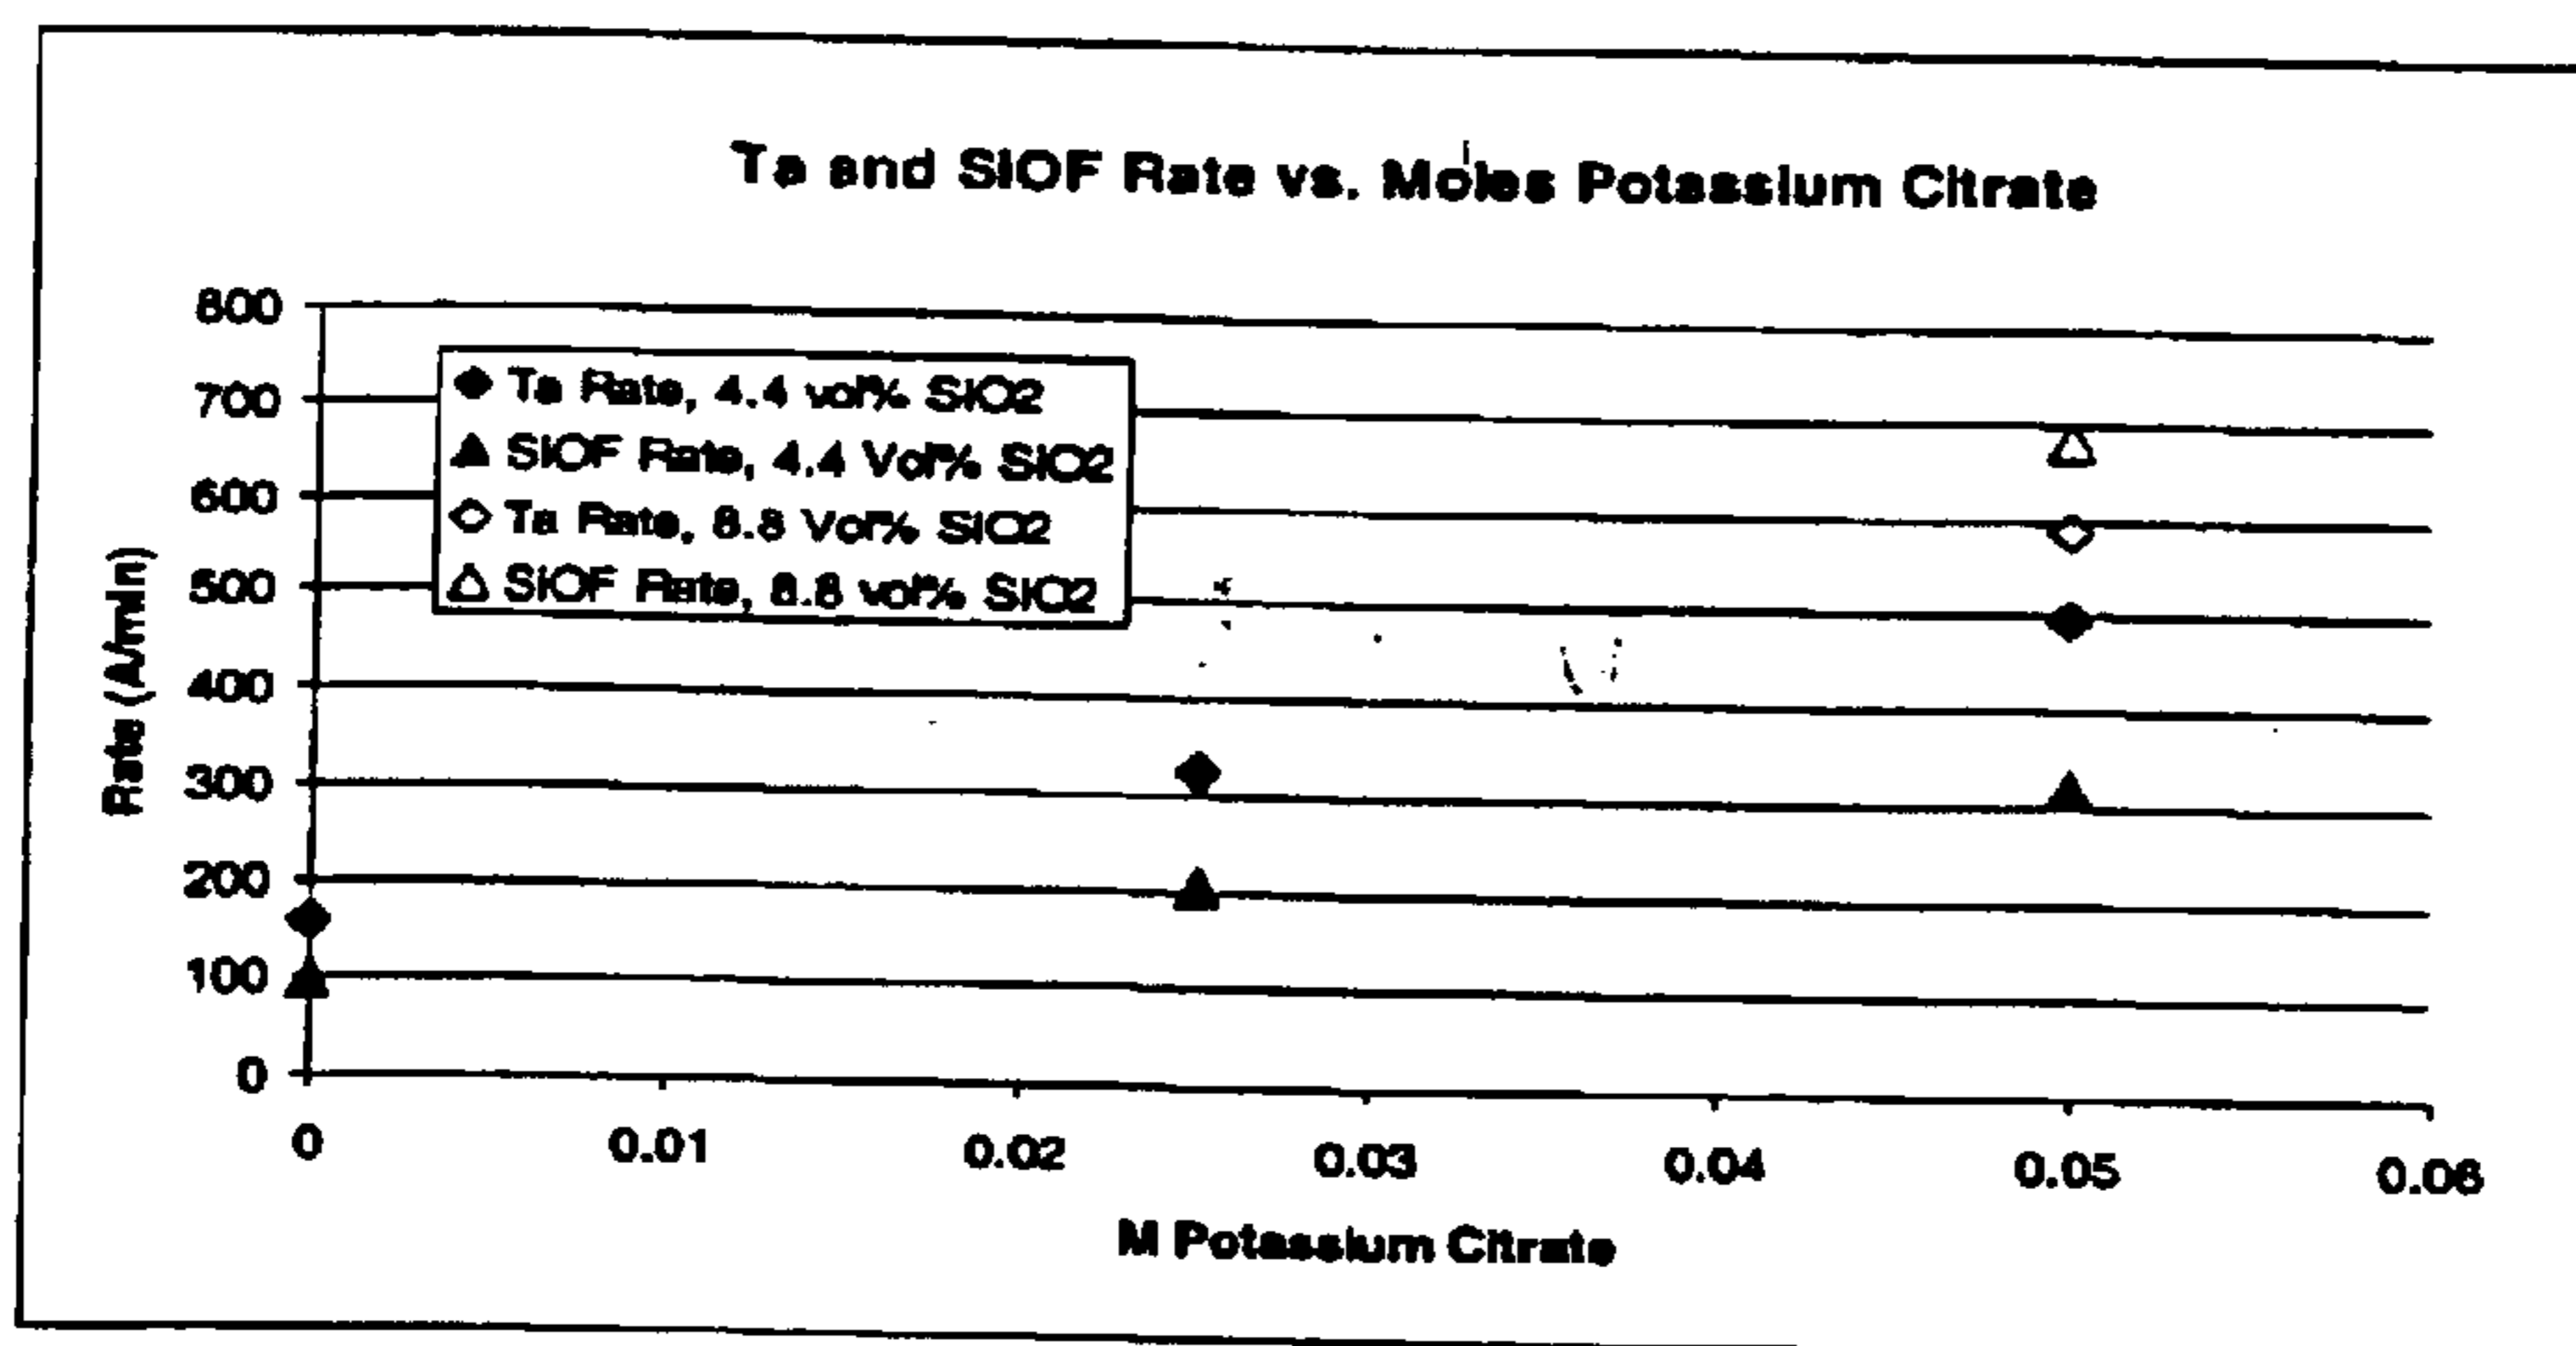 Ta and SiOF Rate vs. Moles Potassium Citrate
800
700
600
500
400
300
200
100
0
Rate (A/min)
Ta Rate, 4.4 vol% SiO2
SiOF Rate, 4.4 Vol% SiO2
Ta Rate, 8.8 Vol% SiO2
SiOF Rate, 8.8 vol% SiO2
0 0.01 0.02 0.03 0.04 0.05 0.06
M Potassium Citrate